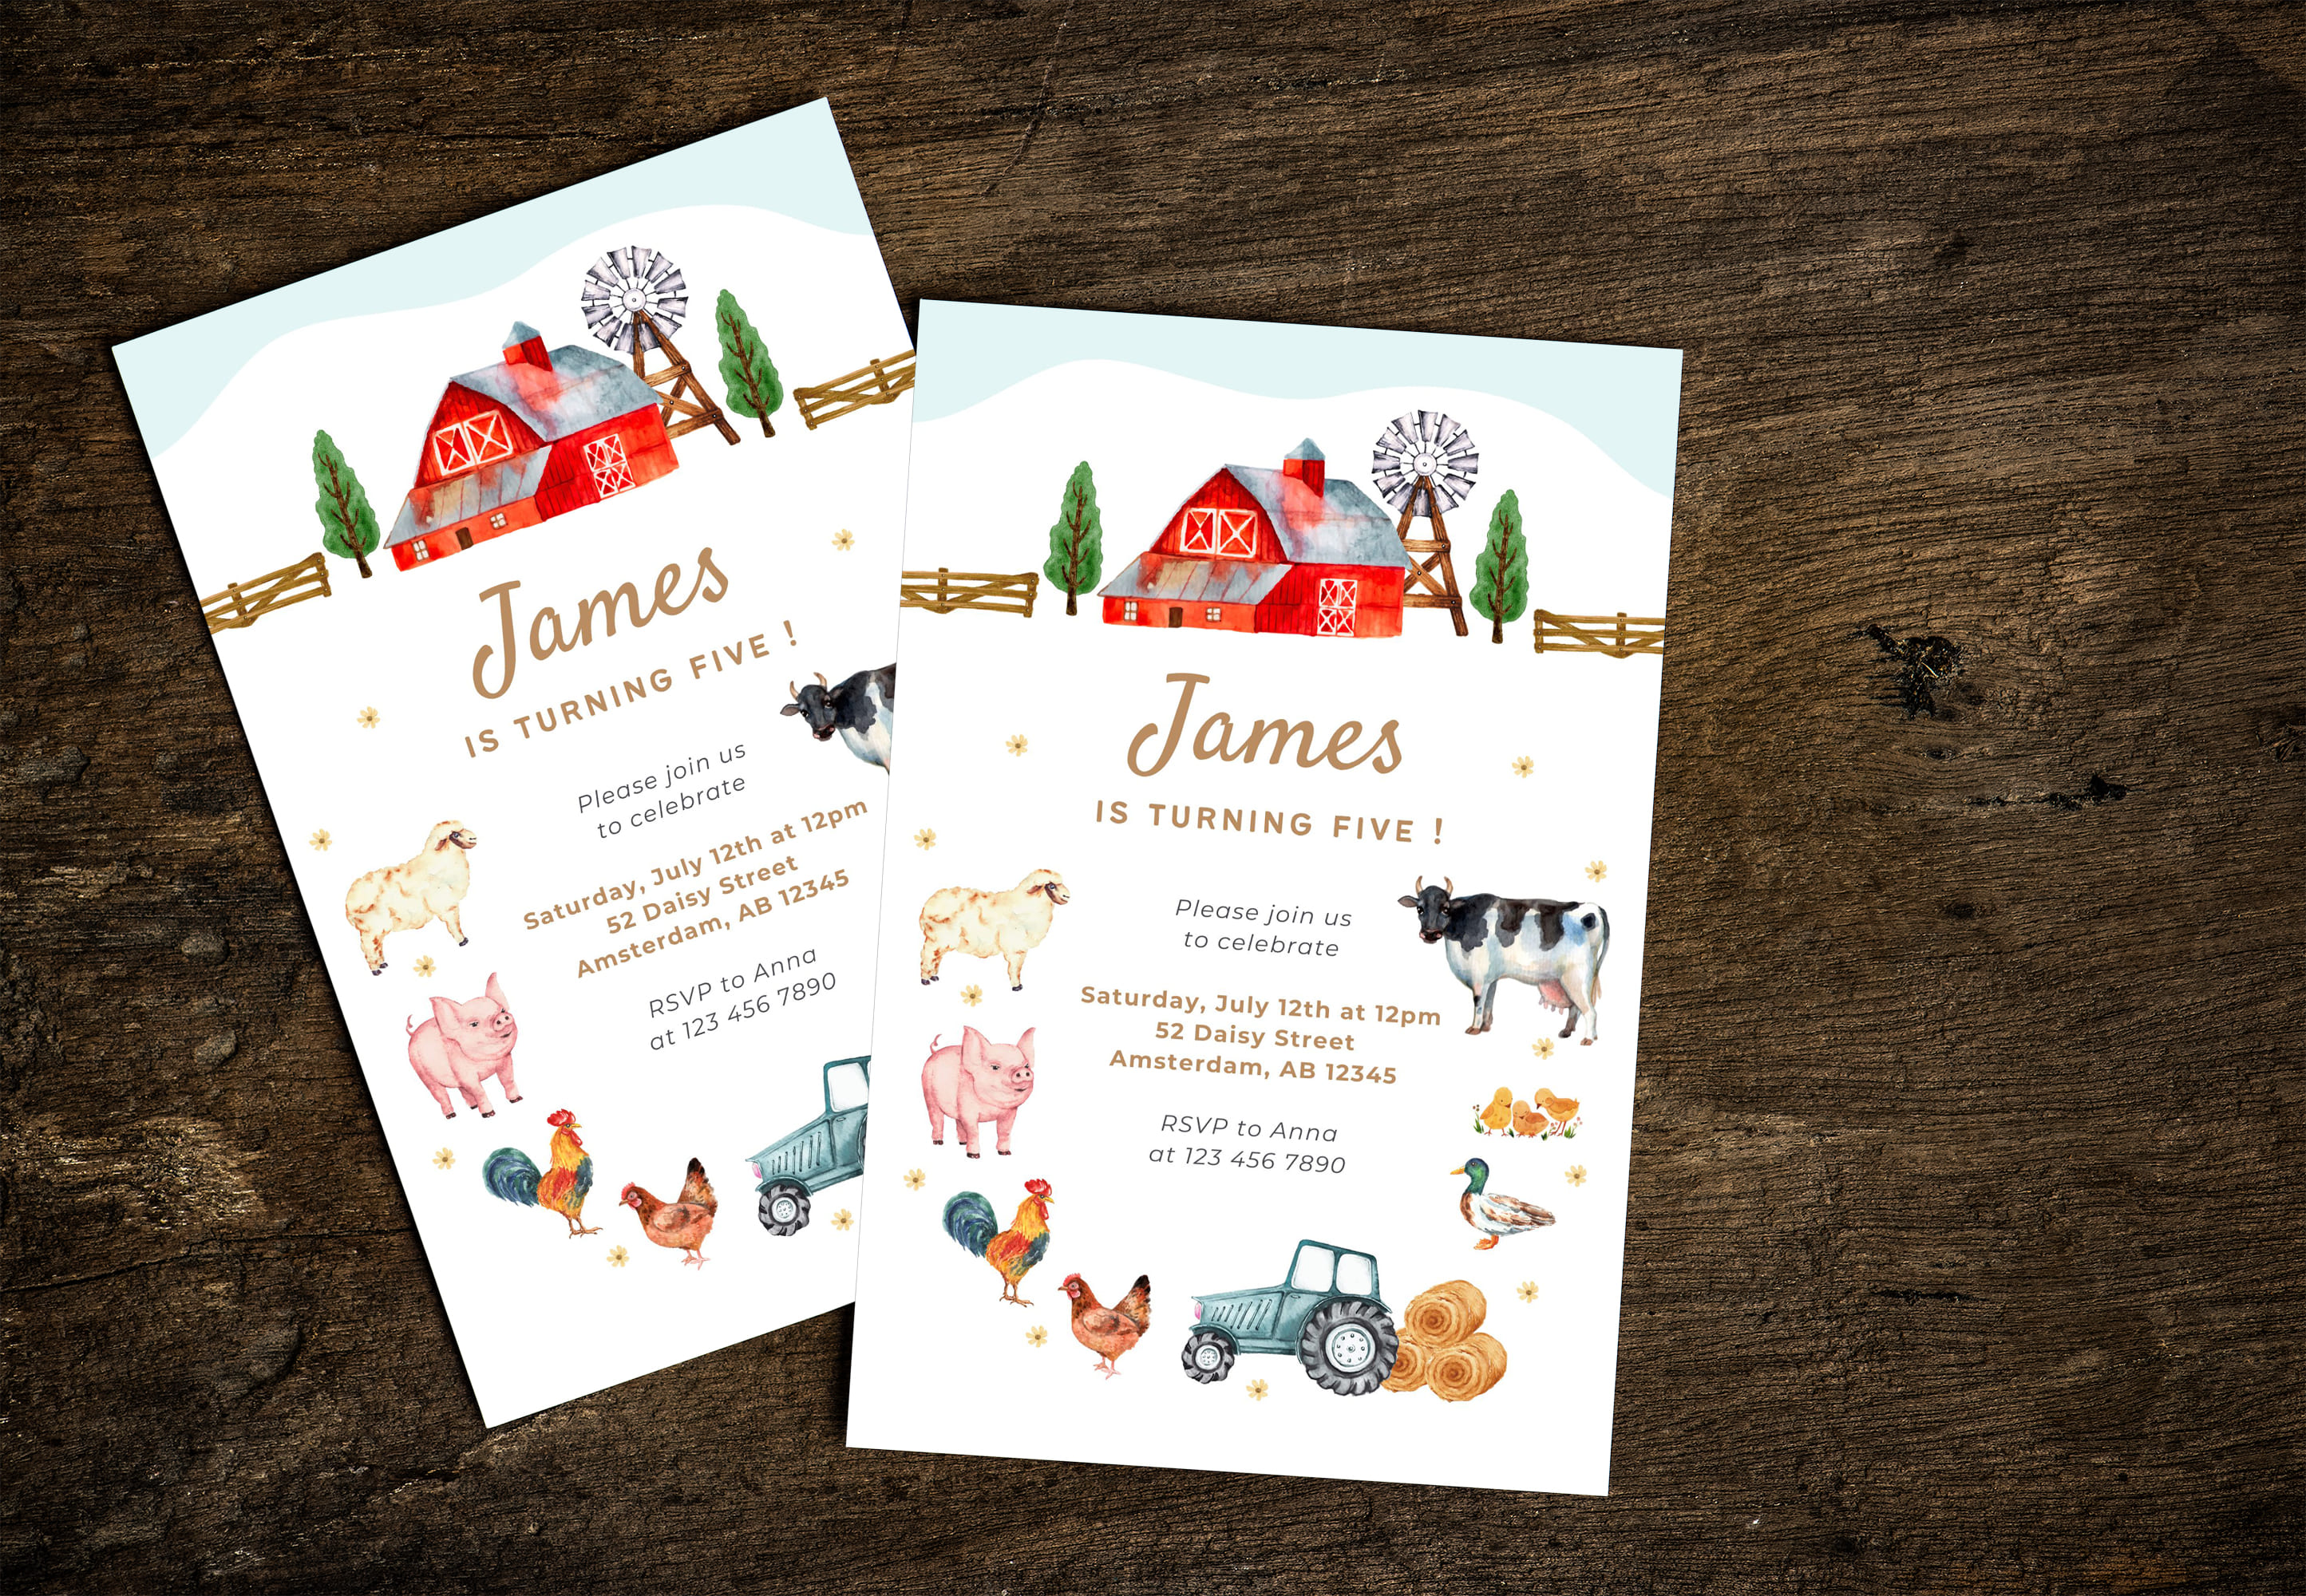 James
IS TURNING FIVE !
Please join us
to celebrate
Saturday, July 12th at 12pm
52 Daisy Street
Amsterdam, AB 12345
RSVP to Anna
at 123 456 7890
James
IS TURNING FIVE !
Please join us
to celebrate
Saturday, July 12th at 12pm
52 Daisy Street
Amsterdam, AB 12345
RSVP to Anna
at 123 456 7890